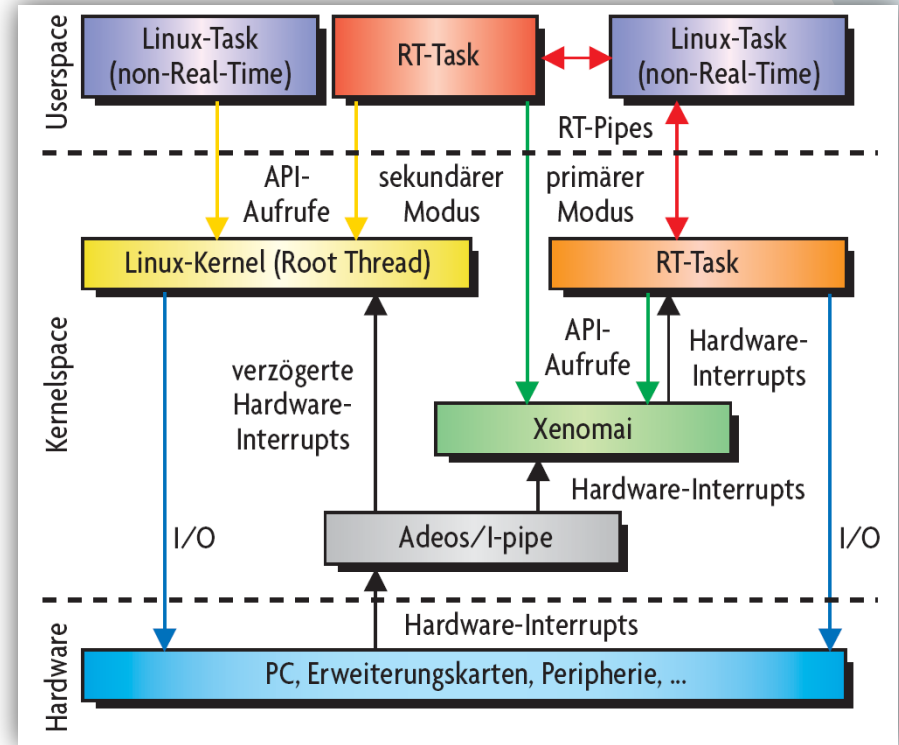 Userspace
Linux-Task
(non-Real-Time)
RT-Task
Linux-Task
(non-Real-Time)
RT-Pipes
Kernelspace
API-
Aufrufe
sekundärer
Modus
primärer
Modus
Linux-Kernel (Root Thread)
RT-Task
verzögerte
Hardware-
Interrupts
API-
Aufrufe
Hardware-
Interrupts
Xenomai
Hardware-Interrupts
I/O
Adeos/I-pipe
I/O
Hardware
Hardware-Interrupts
PC, Erweiterungskarten, Peripherie, ...